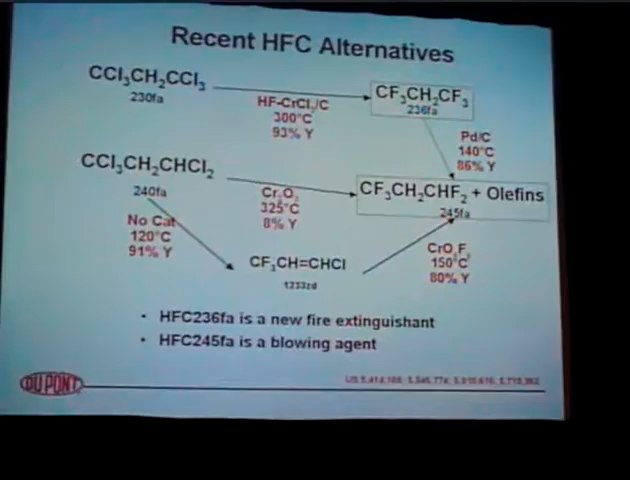 Recent HFC Alternatives
CCl₃CH₂CCl₃
230fa
HF-CrCl₃/C
300°C
93% Y
CF₃CH₂CF₃
236fa
Pd/C
140°C
86% Y
CCl₃CH₂CHCl₂
240fa
Cr₂O₃
325°C
8% Y
CF₃CH₂CHF₂ + Olefins
245fa
No Cat
120°C
91% Y
CF₃CH=CHCl
1233zd
150°C
80% Y
• HFC236fa is a new fire extinguishant
• HFC245fa is a blowing agent
DUPONT